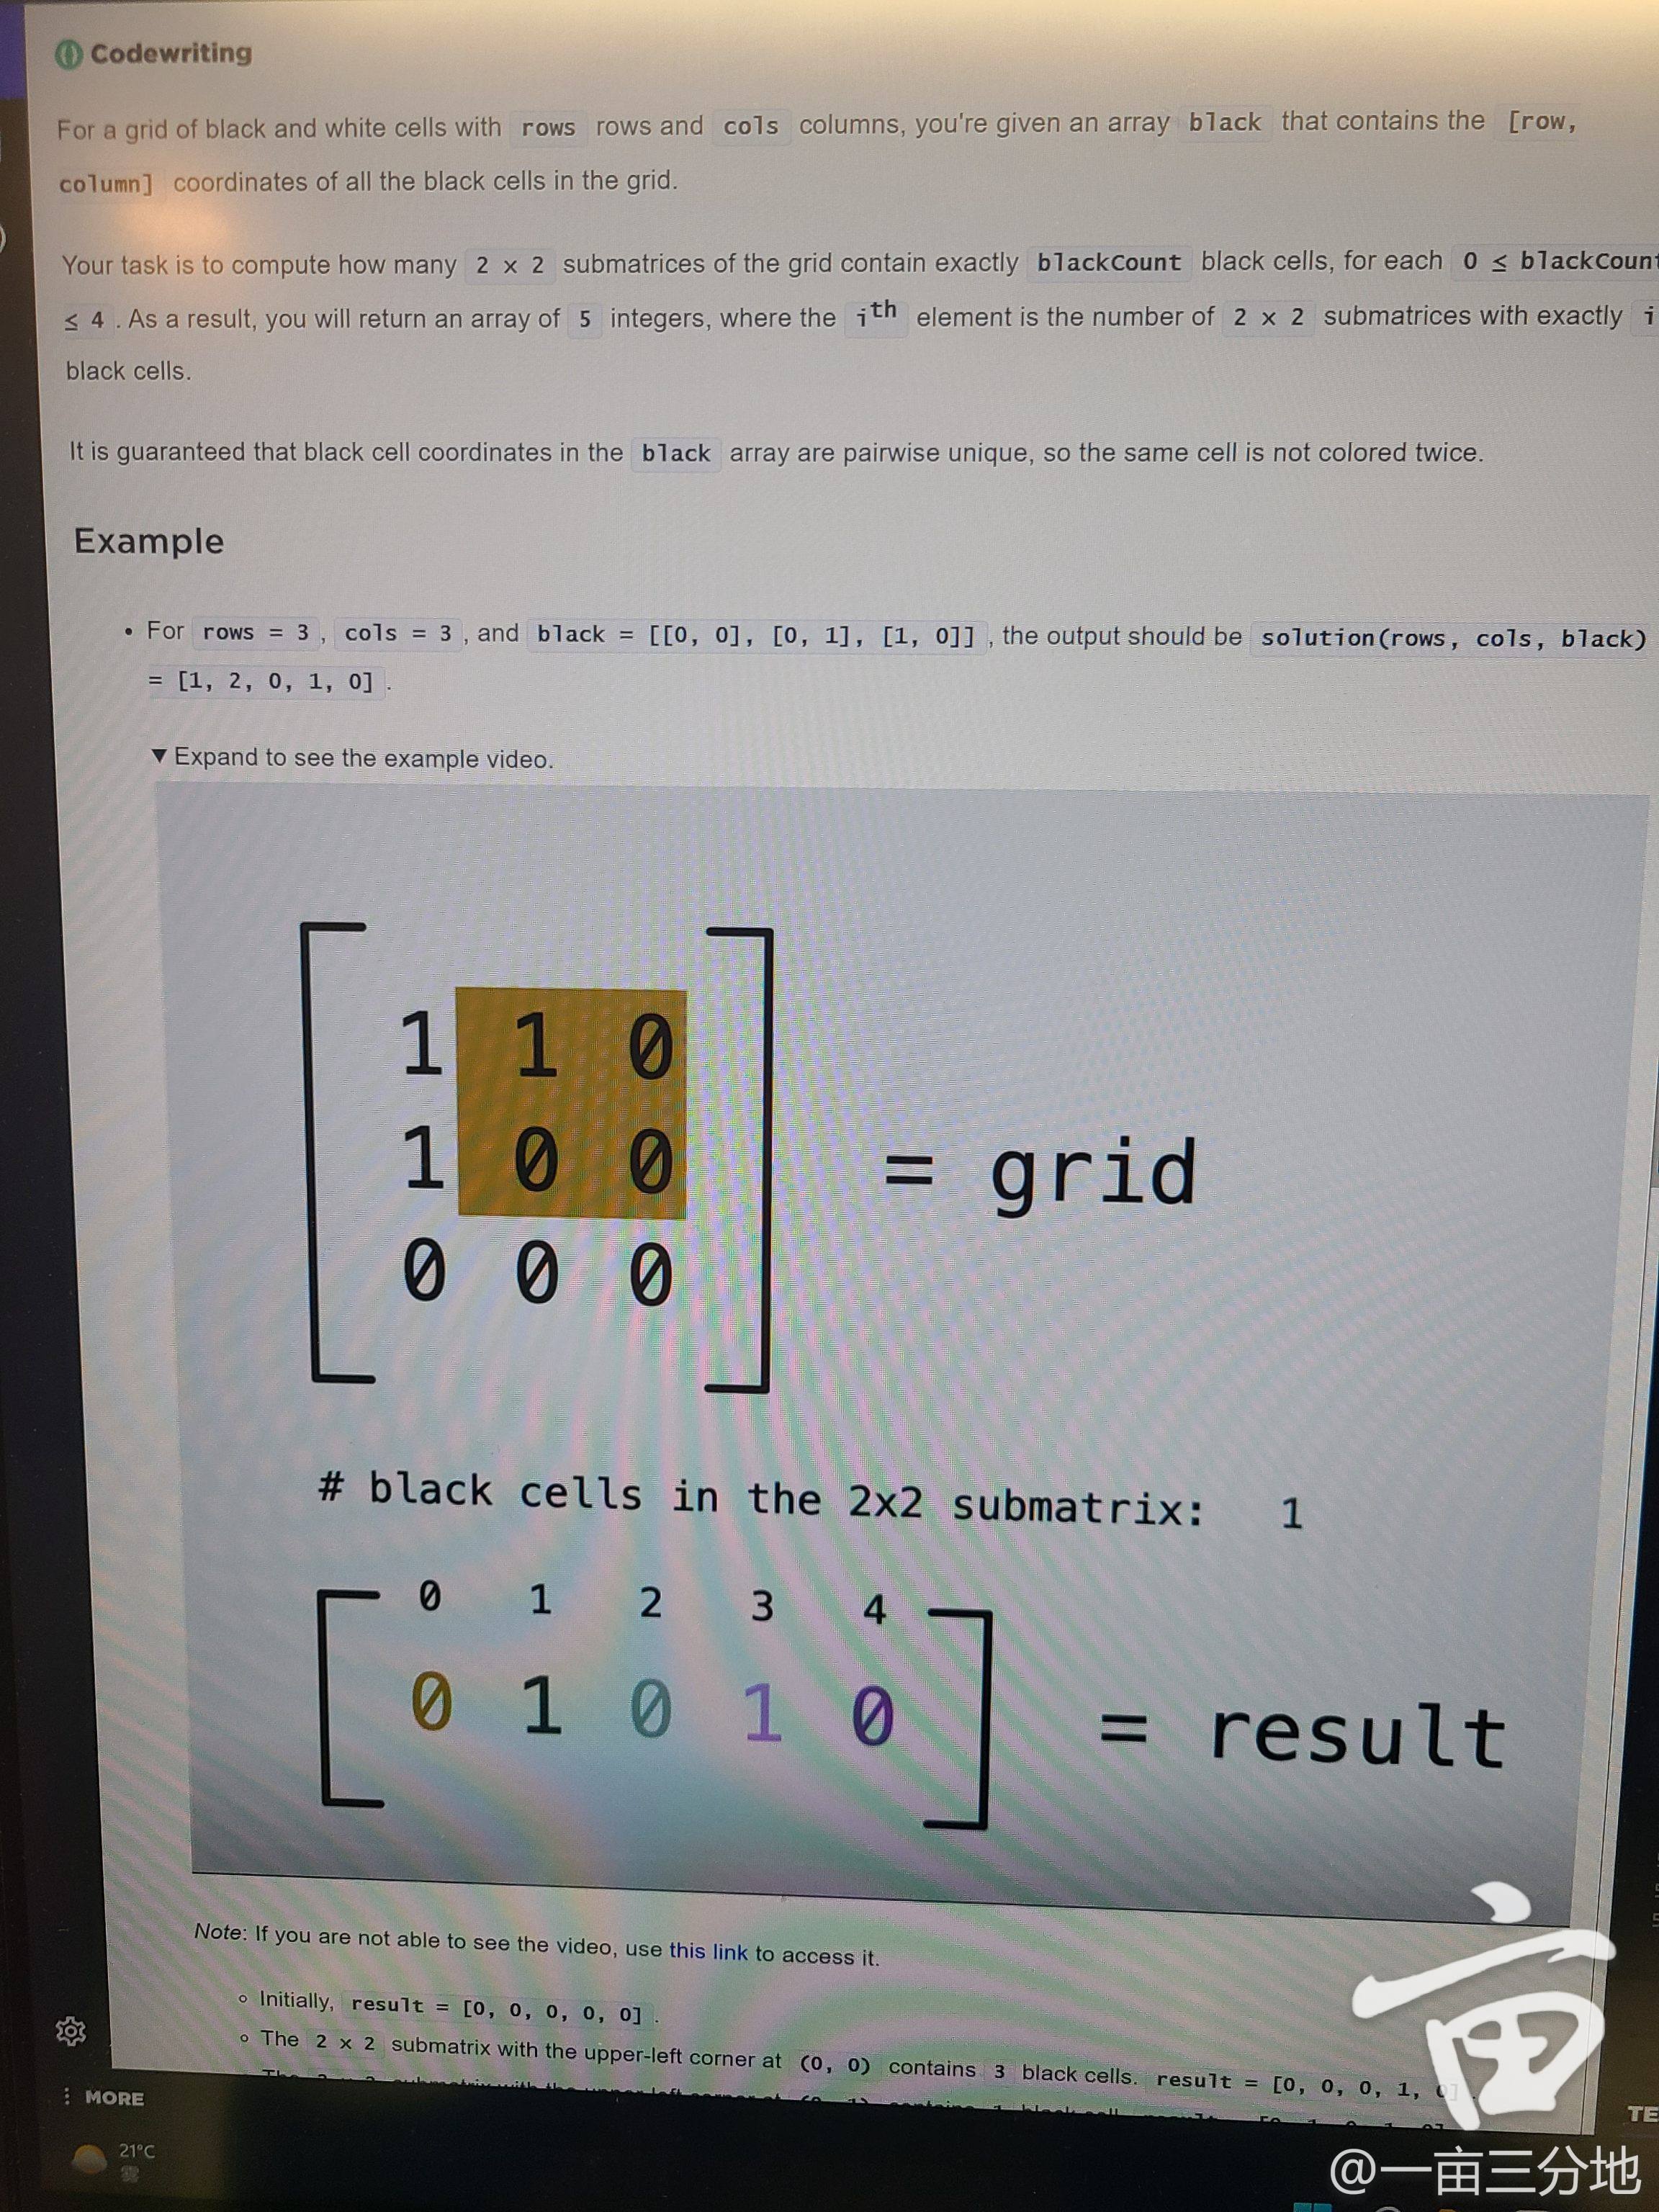 Codewriting
For a grid of black and white cells with rows rows and cols columns, you're given an array black that contains the [row,
column] coordinates of all the black cells in the grid.
Your task is to compute how many 2 x 2 submatrices of the grid contain exactly blackCount black cells, for each 0 ≤ blackCount
≤ 4 . As a result, you will return an array of 5 integers, where the iᵗʰ element is the number of 2 x 2 submatrices with exactly i
black cells.
It is guaranteed that black cell coordinates in the black array are pairwise unique, so the same cell is not colored twice.
Example
• For rows = 3 , cols = 3 , and black = [[0, 0], [0, 1], [1, 0]] , the output should be solution(rows, cols, black)
= [1, 2, 0, 1, 0] .
▼ Expand to see the example video.
1 1 0
1 0 0 = grid
0 0 0
# black cells in the 2x2 submatrix: 1
0 1 2 3 4
0 1 0 1 0 = result
Note: If you are not able to see the video, use this link to access it.
◦ Initially, result = [0, 0, 0, 0, 0] .
◦ The 2 x 2 submatrix with the upper-left corner at (0, 0) contains 3 black cells. result = [0, 0, 0, 1, 0] .
MORE
TE
21°C
亩
@一亩三分地